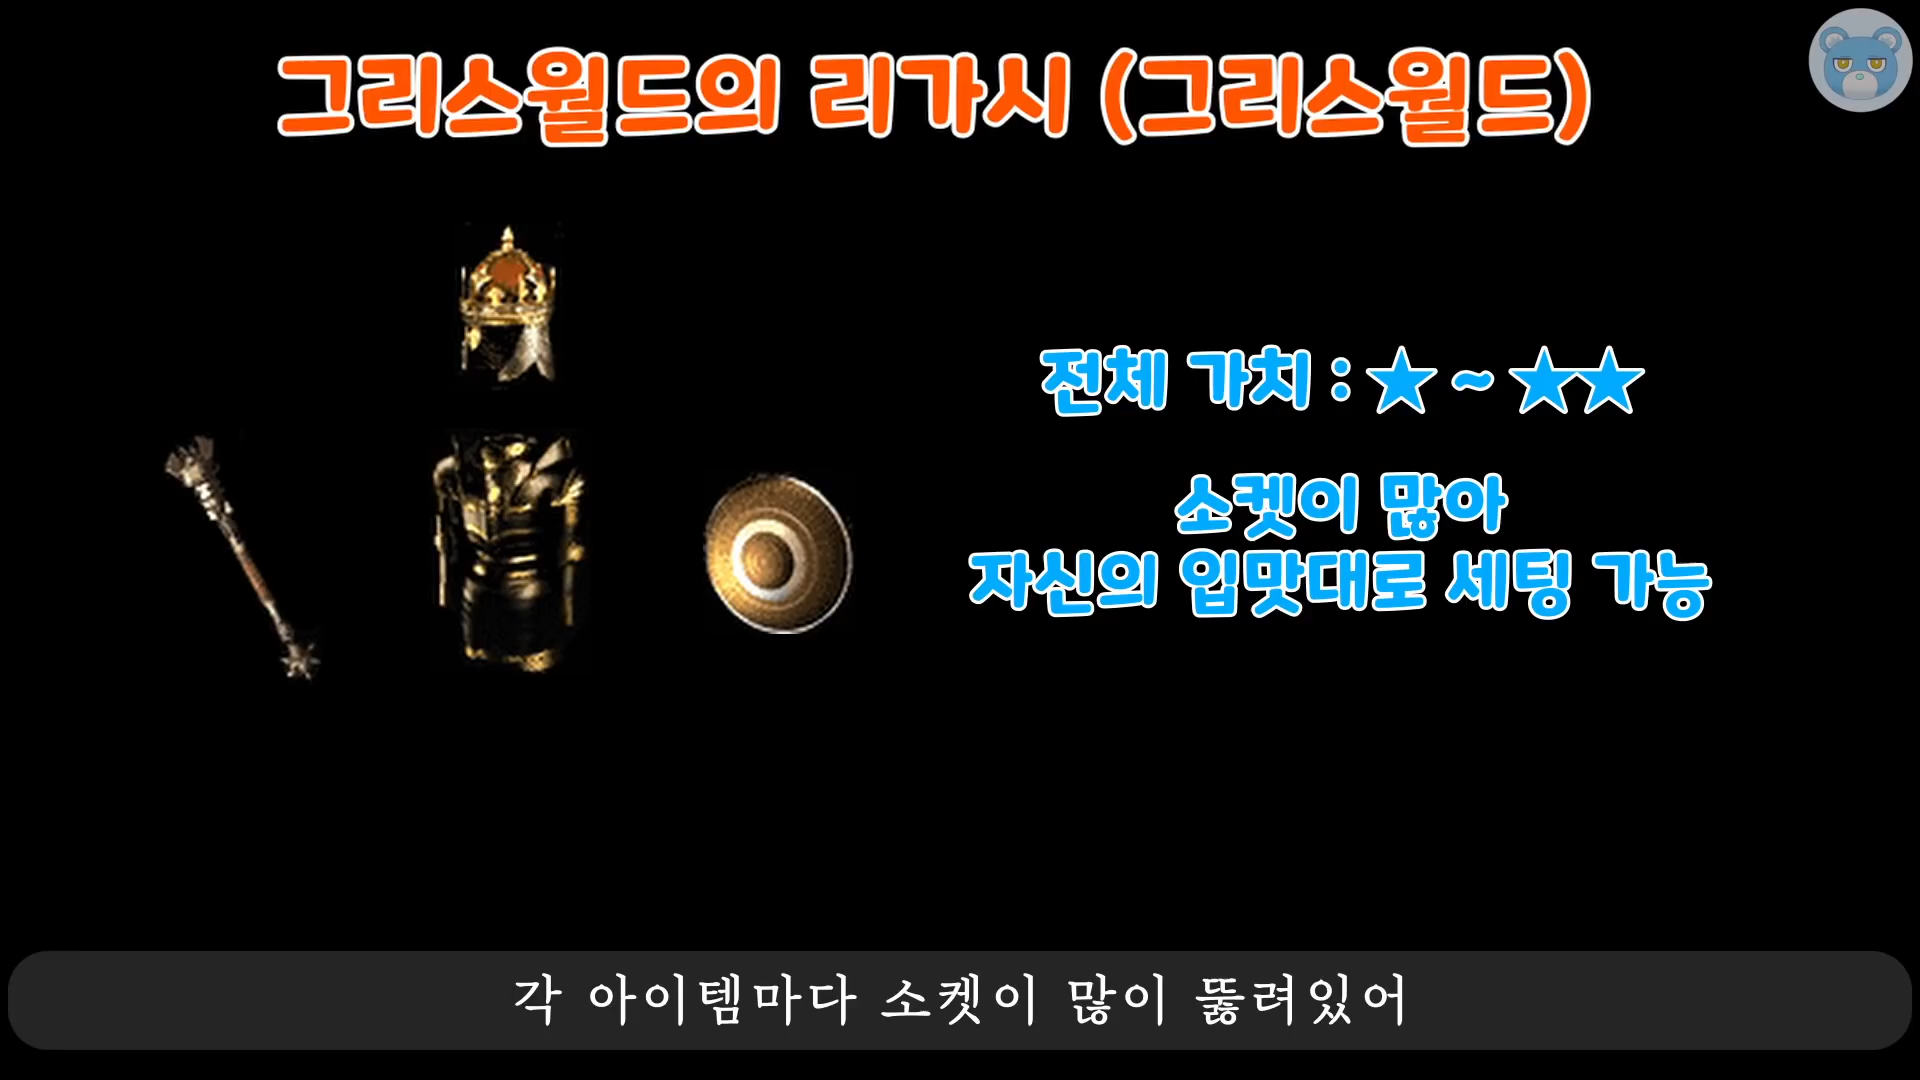 그리스월드의 리가시 (그리스월드)
전체 가치 : ★ ~ ★★
소켓이 많아
자신의 입맛대로 세팅 가능
각 아이템마다 소켓이 많이 뚫려있어